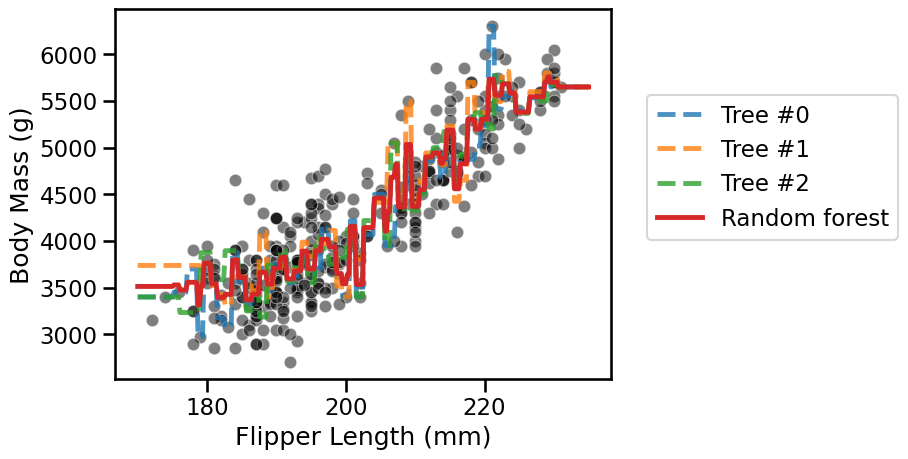 6000
5500
5000
4500
4000
3500
3000
Body Mass (g)
180
200
220
Flipper Length (mm)
Tree #0
Tree #1
Tree #2
Random forest